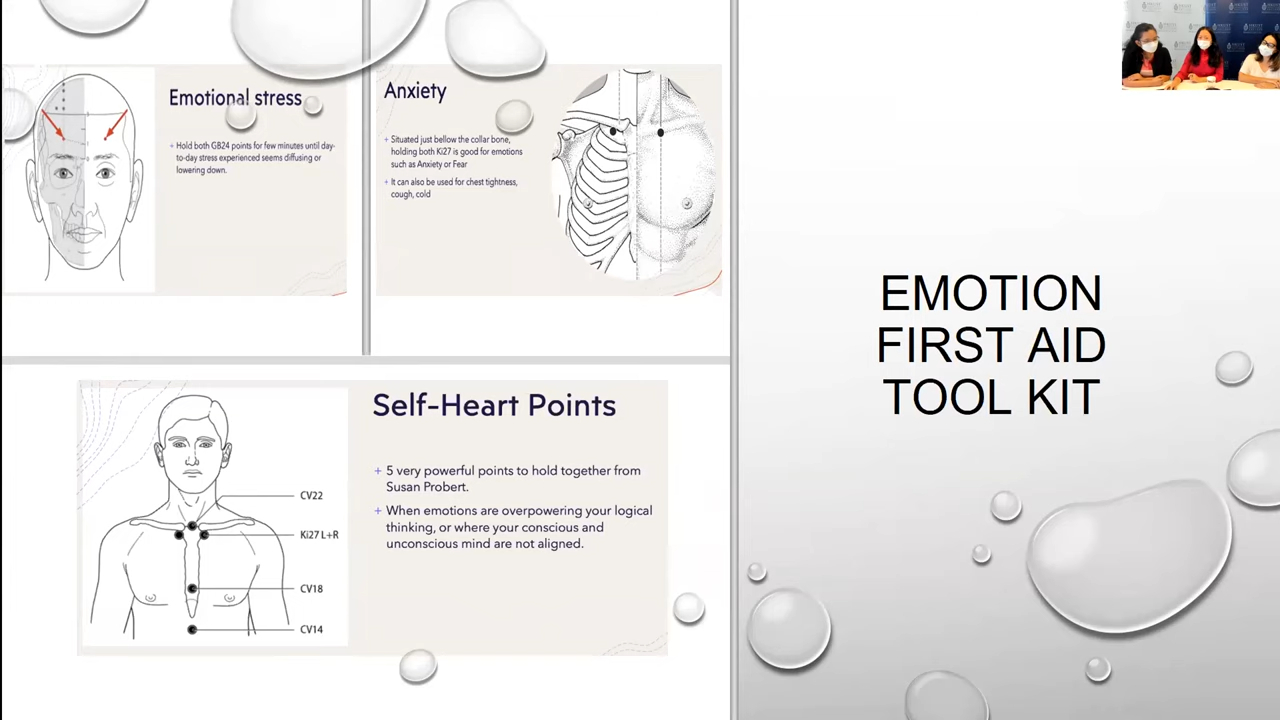 Emotional stress
+ Hold both GB24 points for few minutes until day-
to-day stress experienced seems diffusing or
lowering down.
Anxiety
+ Situated just bellow the collar bone,
holding both Ki27 is good for emotions
such as Anxiety or Fear
+ It can also be used for chest tightness,
cough, cold
Self-Heart Points
+ 5 very powerful points to hold together from
Susan Probert.
+ When emotions are overpowering your logical
thinking, or where your conscious and
unconscious mind are not aligned.
CV22
Ki27 L+R
CV18
CV14
EMOTION
FIRST AID
TOOL KIT